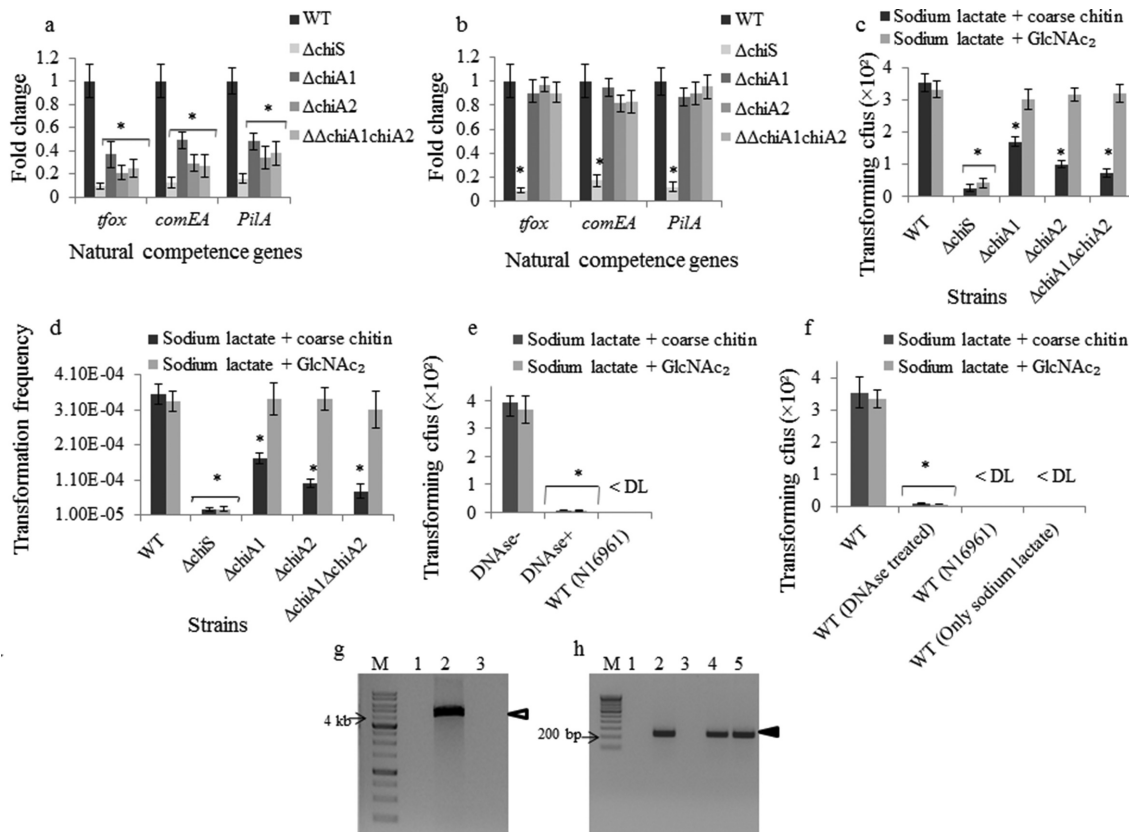 a
WT
ΔchiS
ΔchiA1
ΔchiA2
ΔΔchiA1chiA2
Fold change
1.2
1
0.8
0.6
0.4
0.2
0
*
*
*
tfox
comEA
PilA
Natural competence genes
b
WT
ΔchiS
ΔchiA1
ΔchiA2
ΔΔchiA1chiA2
Fold change
1.2
1
0.8
0.6
0.4
0.2
0
*
*
*
tfox
comEA
PilA
Natural competence genes
c
Sodium lactate + coarse chitin
Sodium lactate + GlcNAc₂
Transforming cfus (×10²)
4
3
2
1
0
*
*
*
*
WT
ΔchiS
ΔchiA1
ΔchiA2
ΔchiA1ΔchiA2
Strains
d
Sodium lactate + coarse chitin
Sodium lactate + GlcNAc₂
Transformation frequency
4.10E-04
3.10E-04
2.10E-04
1.10E-04
1.00E-05
*
*
*
*
WT
ΔchiS
ΔchiA1
ΔchiA2
ΔchiA1ΔchiA2
Strains
e
Sodium lactate + coarse chitin
Sodium lactate + GlcNAc₂
Transforming cfus (×10²)
4
3
2
1
0
*
< DL
DNAse-
DNAse+
WT (N16961)
f
Sodium lactate + coarse chitin
Sodium lactate + GlcNAc₂
Transforming cfus (×10²)
4
3
2
1
0
*
< DL
< DL
WT
WT (DNAse treated)
WT (N16961)
WT (Only sodium lactate)
g
M 1 2 3
4 kb
h
M 1 2 3 4 5
200 bp